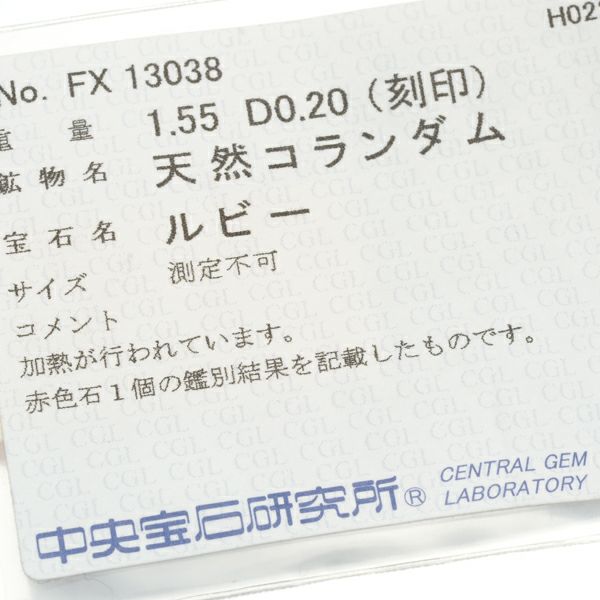 No. FX 13038
H02
重量 1.55 D0.20 (刻印)
鉱物名 天然コランダム
宝石名 ルビー
サイズ 測定不可
コメント
加熱が行われています。
赤色石1個の鑑別結果を記載したものです。
中央宝石研究所® CENTRAL GEM
LABORATORY